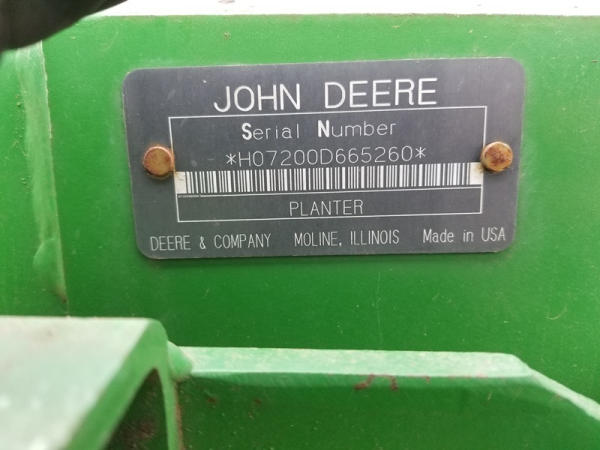 JOHN DEERE
Serial Number
*H07200D665260*
PLANTER
DEERE & COMPANY MOLINE, ILLINOIS Made in USA